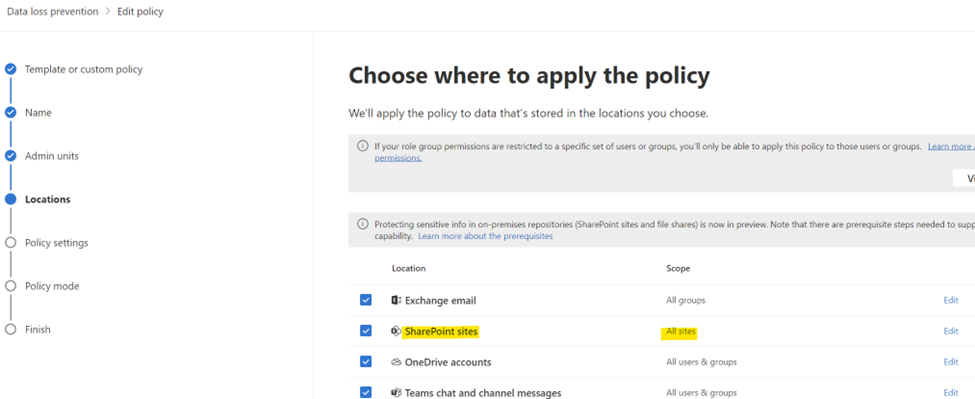 Data loss prevention > Edit policy
Template or custom policy
Name
Admin units
Locations
Policy settings
Policy mode
Finish
Choose where to apply the policy
We'll apply the policy to data that's stored in the locations you choose.
If your role group permissions are restricted to a specific set of users or groups, you'll only be able to apply this policy to those users or groups. Learn more
permissions.
Protecting sensitive info in on-premises repositories (SharePoint sites and file shares) is now in preview. Note that there are prerequisite steps needed to supp
capability. Learn more about the prerequisites
Location Scope
Exchange email All groups Edit
SharePoint sites All sites Edit
OneDrive accounts All users & groups Edit
Teams chat and channel messages All users & groups Edit